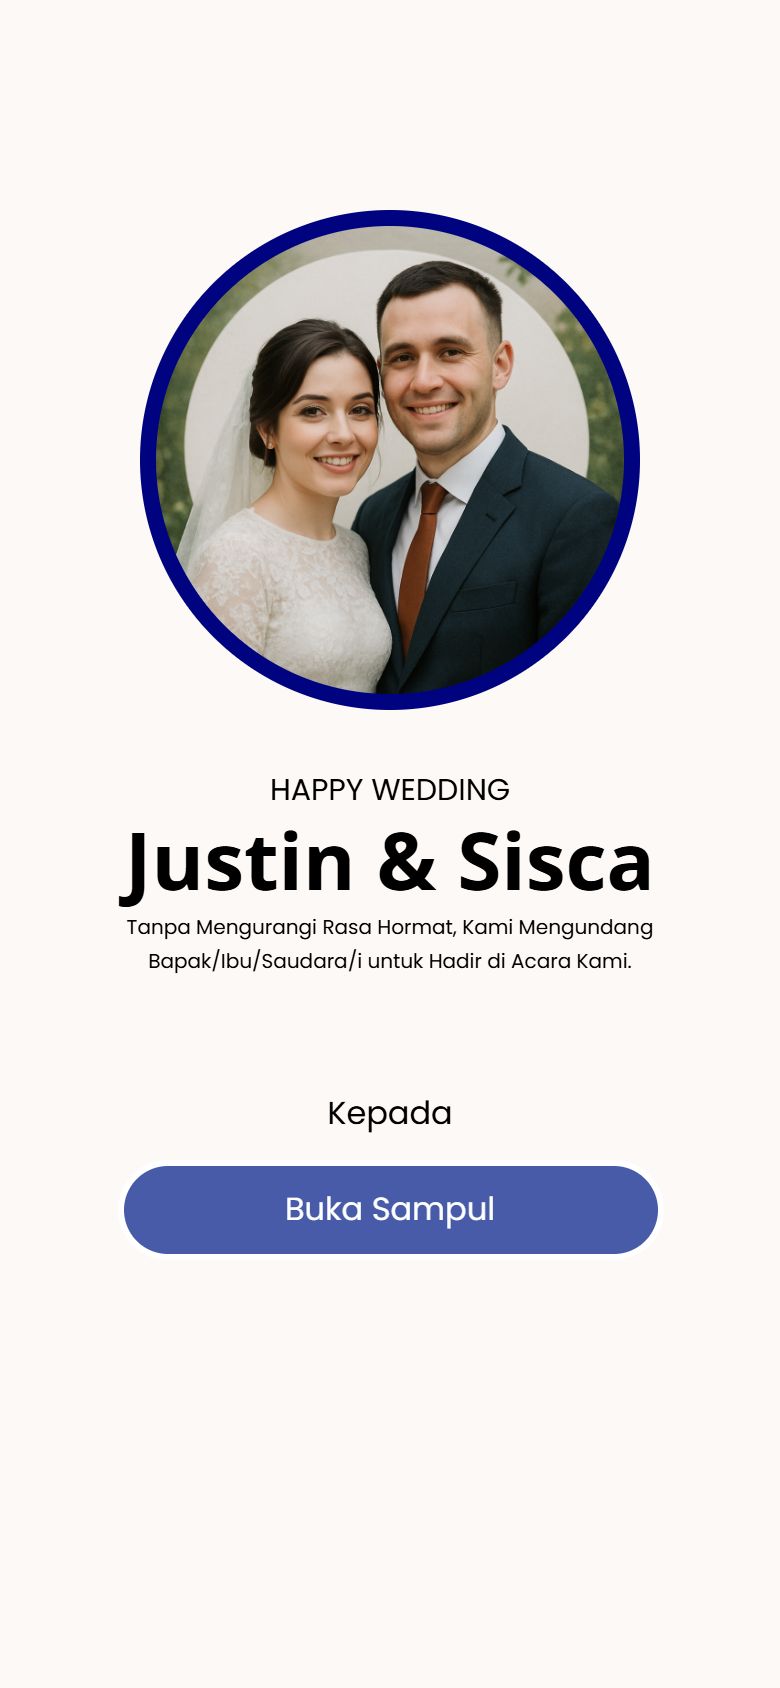 HAPPY WEDDING
Justin & Sisca
Tanpa Mengurangi Rasa Hormat, Kami Mengundang
Bapak/Ibu/Saudara/i untuk Hadir di Acara Kami.
Kepada
Buka Sampul